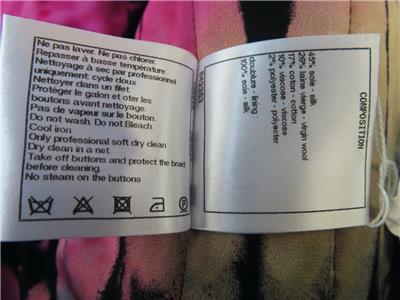 Ne pas laver. Ne pas chlorer.
Repasser à basse température
Nettoyage à sec par professionnel
uniquement: cycle doux
Nettoyer dans un filet
Protéger le galon et oter les
boutons avant nettoyage.
Pas de vapeur sur le bouton.
Do not wash. Do not Bleach.
Cool iron
Only professional soft dry clean
Dry clean in a net
Take off buttons and protect the braid
before cleaning.
No steam on the buttons
P
COMPOSITION
45% soie - silk
26% laine vierge - virgin wool
17% coton - cotton
10% viscose - viscose
2% polyester - polyester
doublure - lining :
100% soie - silk